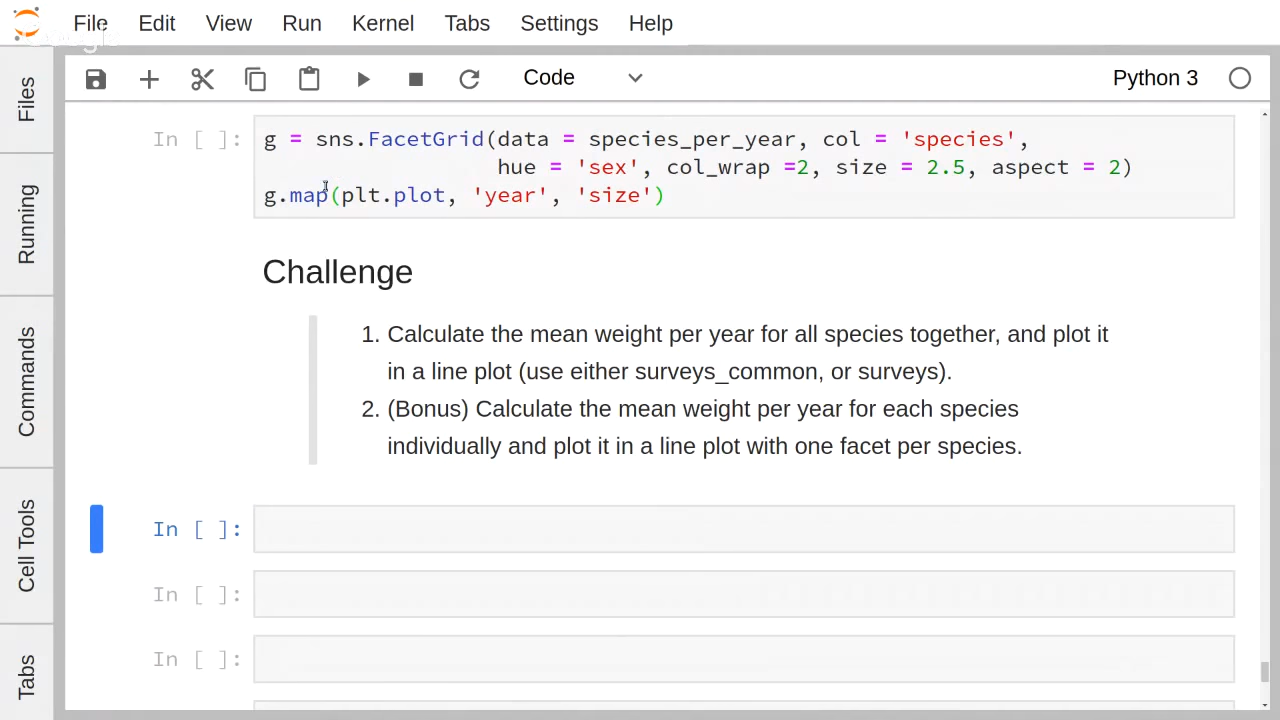 File Edit View Run Kernel Tabs Settings Help
Code
Python 3
Files
Running
Commands
Cell Tools
Tabs
In [ ]:
g = sns.FacetGrid(data = species_per_year, col = 'species',
hue = 'sex', col_wrap =2, size = 2.5, aspect = 2)
g.map(plt.plot, 'year', 'size')
Challenge
1. Calculate the mean weight per year for all species together, and plot it
in a line plot (use either surveys_common, or surveys).
2. (Bonus) Calculate the mean weight per year for each species
individually and plot it in a line plot with one facet per species.
In [ ]:
In [ ]:
In [ ]: